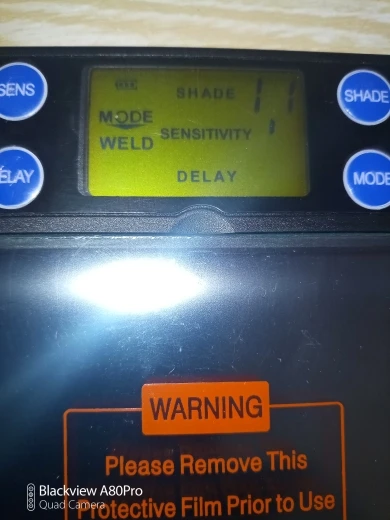 SENS
SHADE 11
SHADE
MODE
SENSITIVITY
WELD
DELAY
MODE
WARNING
Please Remove This
Protective Film Prior to Use
Blackview A80Pro
Quad Camera